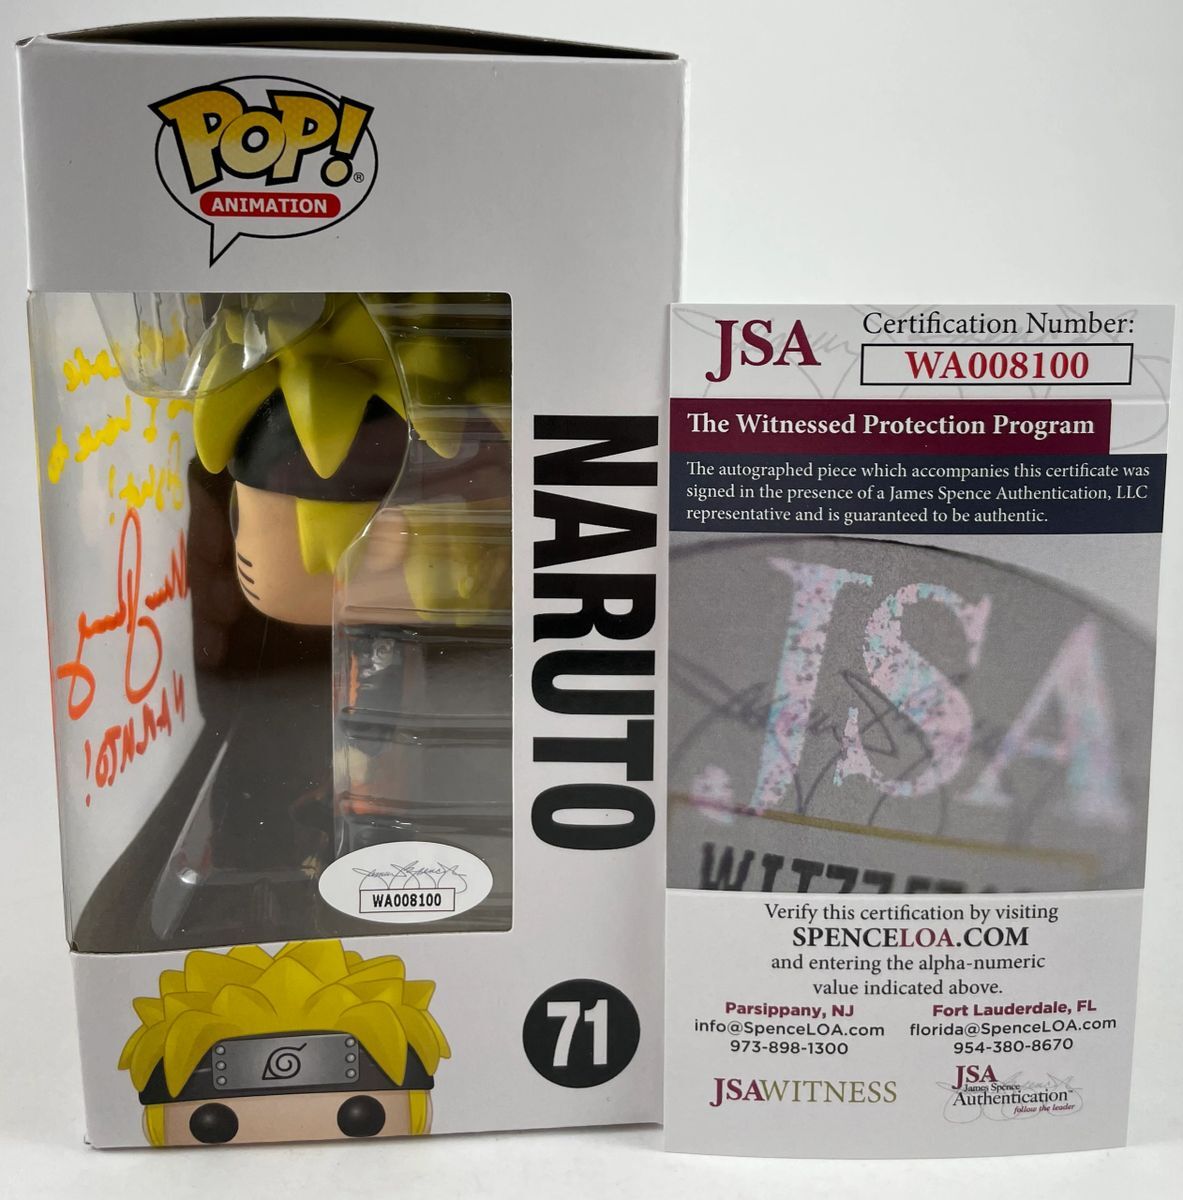 POP!®
ANIMATION
NARUTO
WA008100
71
JSA
Certification Number:
WA008100
The Witnessed Protection Program
The autographed piece which accompanies this certificate was
signed in the presence of a James Spence Authentication, LLC
representative and is guaranteed to be authentic.
JSA
Verify this certification by visiting
SPENCELOA.COM
and entering the alpha-numeric
value indicated above.
Parsippany, NJ
info@SpenceLOA.com
973-898-1300
Fort Lauderdale, FL
florida@SpenceLOA.com
954-380-8670
JSAWITNESS
JSA
James Spence
Authentication
follow the leader
NARUTO!